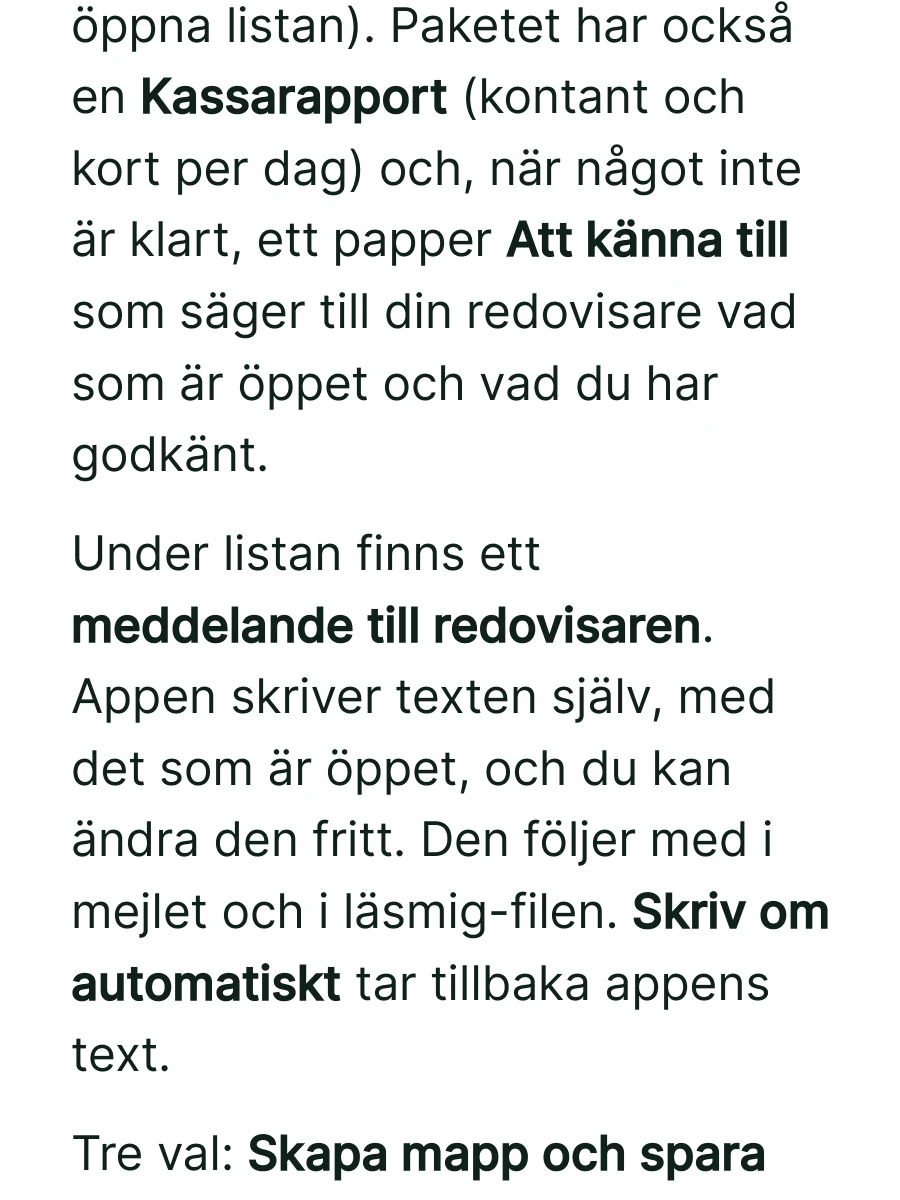 öppna listan). Paketet har också
en Kassarapport (kontant och
kort per dag) och, när något inte
är klart, ett papper Att känna till
som säger till din redovisare vad
som är öppet och vad du har
godkänt.
Under listan finns ett
meddelande till redovisaren.
Appen skriver texten själv, med
det som är öppet, och du kan
ändra den fritt. Den följer med i
mejlet och i läsmig-filen. Skriv om
automatiskt tar tillbaka appens
text.
Tre val: Skapa mapp och spara